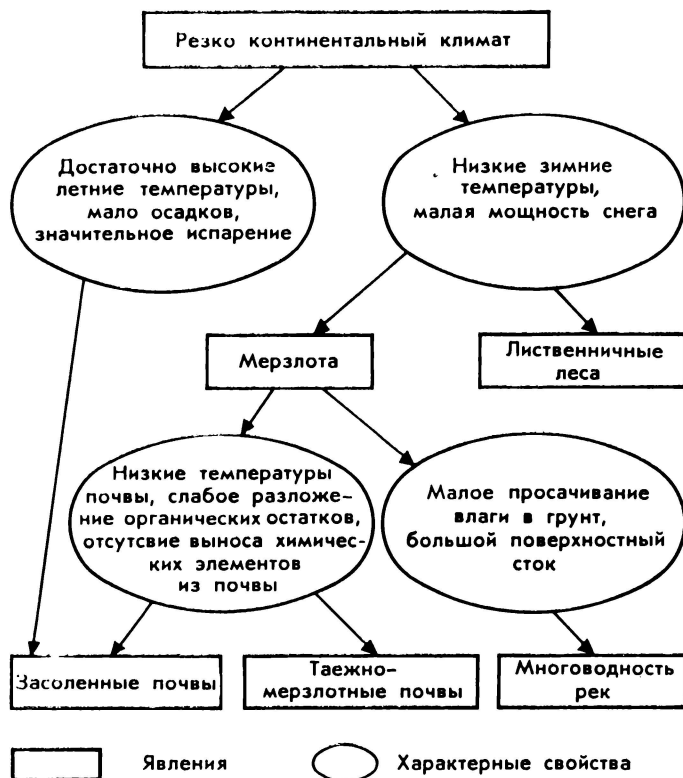 Резко континентальный климат
Достаточно высокие
летние температуры,
мало осадков,
значительное испарение
Низкие зимние
температуры,
малая мощность снега
Мерзлота
Лиственничные
леса
Низкие температуры
почвы, слабое разложе-
ние органических остатков,
отсутсвие выноса химичес-
ких элементов
из почвы
Малое просачивание
влаги в грунт,
большой поверхностный
сток
Засоленные почвы
Таежно-
мерзлотные почвы
Многоводность
рек
Явления
Характерные свойства